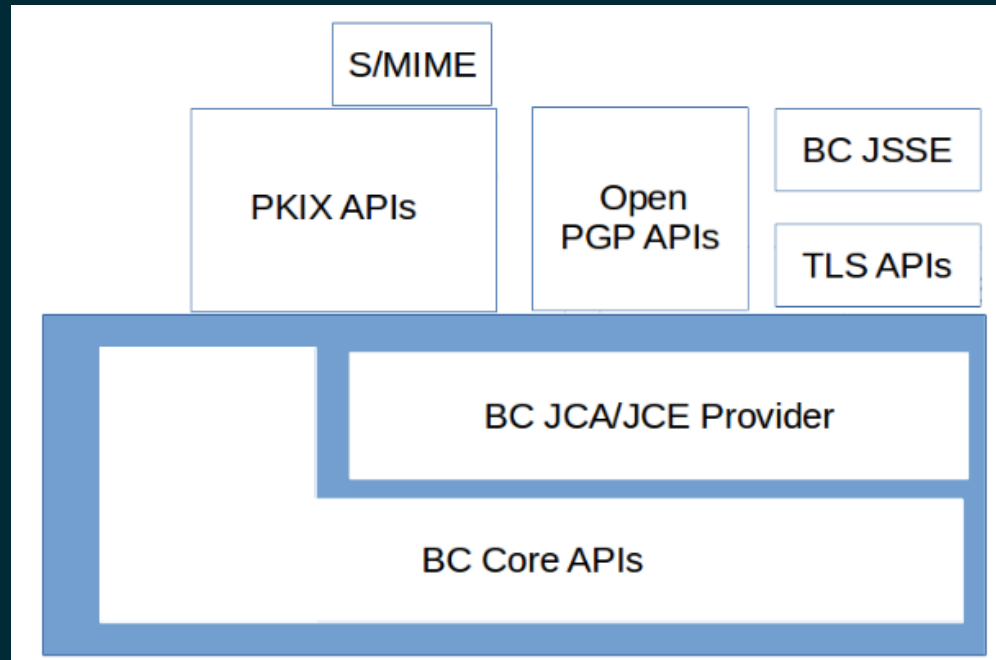 S/MIME
PKIX APIs
Open
PGP APIs
BC JSSE
TLS APIs
BC JCA/JCE Provider
BC Core APIs